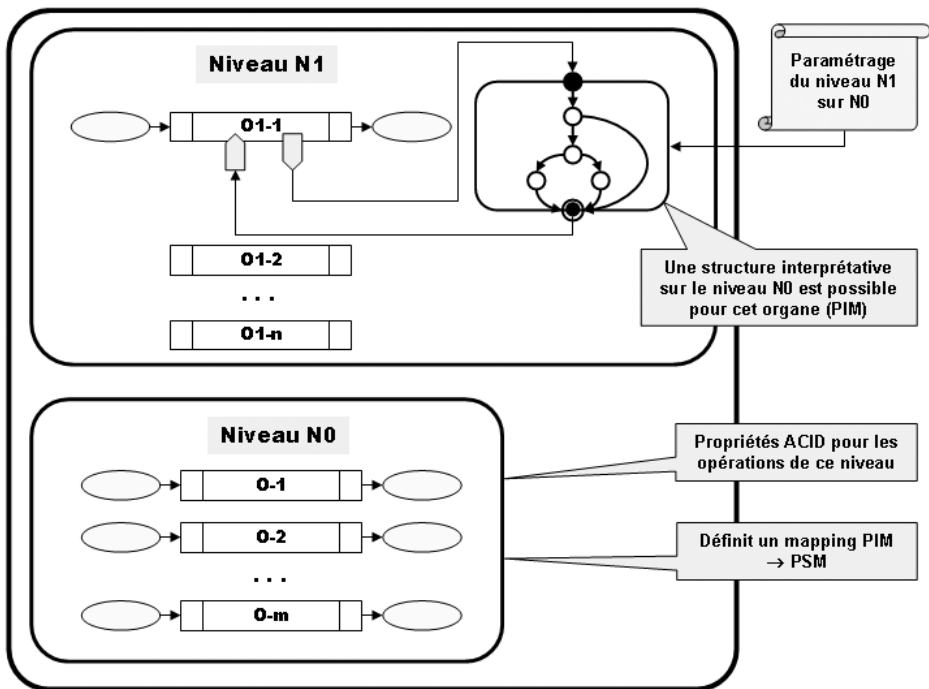 Niveau N1
O1-1
O1-2
. . .
O1-n
Paramétrage
du niveau N1
sur N0
Une structure interprétative
sur le niveau N0 est possible
pour cet organe (PIM)
Niveau N0
O-1
O-2
. . .
O-m
Propriétés ACID pour les
opérations de ce niveau
Définit un mapping PIM
→ PSM